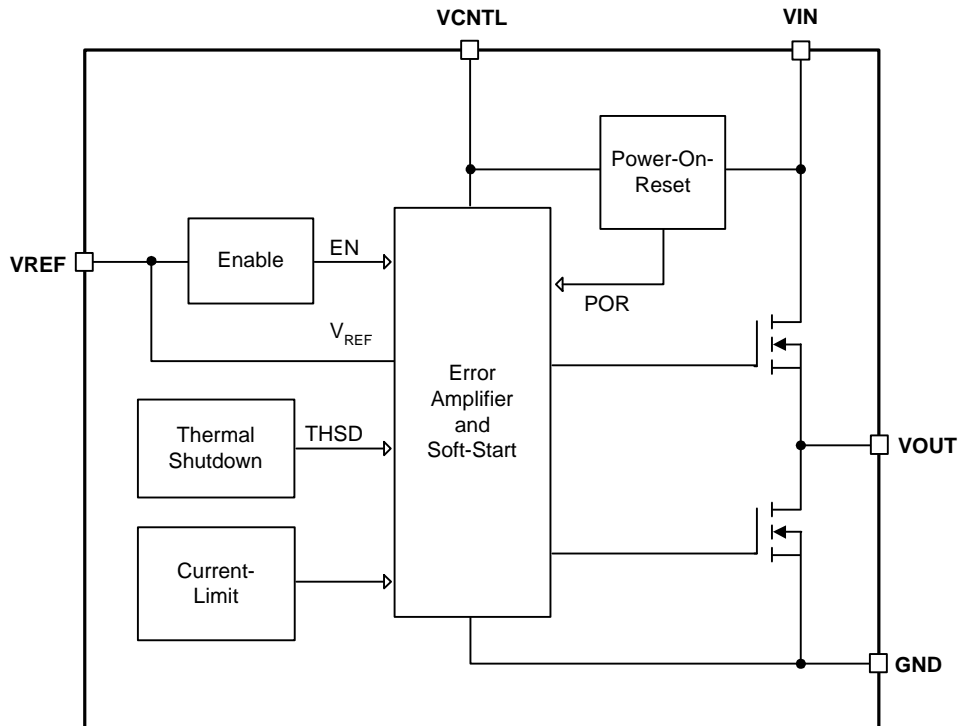 VCNTL
VIN
Power-On-
Reset
Enable
EN
VREF
POR
VREF
Error
Amplifier
and
Soft-Start
Thermal
Shutdown
THSD
VOUT
Current-
Limit
GND